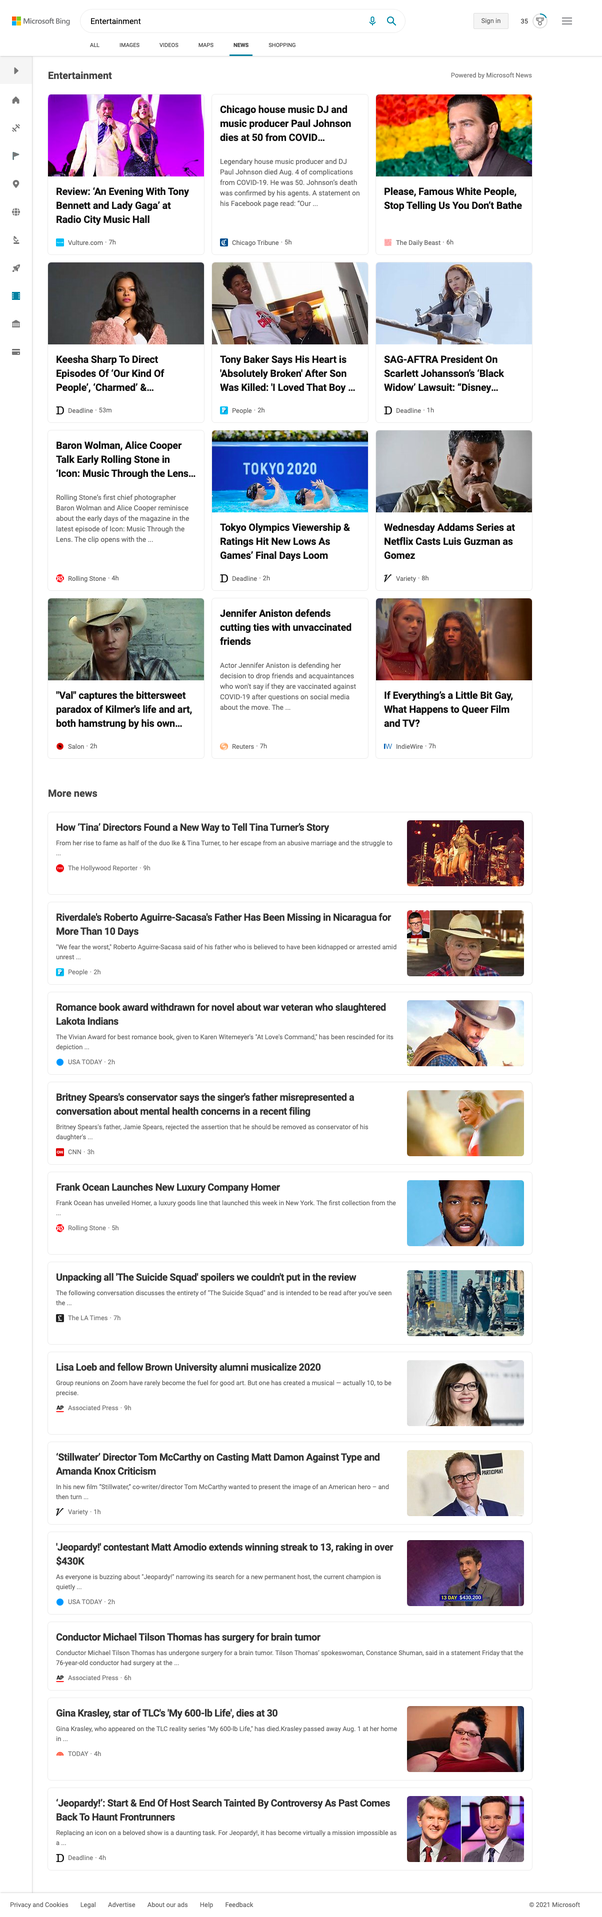 Microsoft Bing
Entertainment
Sign in
35
ALL
IMAGES
VIDEOS
MAPS
NEWS
SHOPPING
Entertainment
Powered by Microsoft News
Review: ‘An Evening With Tony
Bennett and Lady Gaga’ at
Radio City Music Hall
Vulture.com · 7h
Chicago house music DJ and
music producer Paul Johnson
dies at 50 from COVID...
Legendary house music producer and DJ
Paul Johnson died Aug. 4 of complications
from COVID-19. He was 50. Johnson's death
was confirmed by his agents. A statement on
his Facebook page read: “Our ...
Chicago Tribune · 5h
Please, Famous White People,
Stop Telling Us You Don't Bathe
The Daily Beast · 6h
Keesha Sharp To Direct
Episodes Of ‘Our Kind Of
People’, ‘Charmed’ &...
Deadline · 53m
Tony Baker Says His Heart is
'Absolutely Broken' After Son
Was Killed: 'I Loved That Boy ...
People · 2h
SAG-AFTRA President On
Scarlett Johansson's ‘Black
Widow’ Lawsuit: “Disney...
Deadline · 1h
Baron Wolman, Alice Cooper
Talk Early Rolling Stone in
‘Icon: Music Through the Lens...
Rolling Stone's first chief photographer
Baron Wolman and Alice Cooper reminisce
about the early days of the magazine in the
latest episode of Icon: Music Through the
Lens. The clip opens with the ...
Rolling Stone · 4h
TOKYO 2020
Tokyo Olympics Viewership &
Ratings Hit New Lows As
Games’ Final Days Loom
Deadline · 2h
Wednesday Addams Series at
Netflix Casts Luis Guzman as
Gomez
Variety · 8h
"Val" captures the bittersweet
paradox of Kilmer's life and art,
both hamstrung by his own...
Salon · 2h
Jennifer Aniston defends
cutting ties with unvaccinated
friends
Actor Jennifer Aniston is defending her
decision to drop friends and acquaintances
who won't say if they are vaccinated against
COVID-19 after questions on social media
about the move. The ...
Reuters · 7h
If Everything's a Little Bit Gay,
What Happens to Queer Film
and TV?
IndieWire · 7h
More news
How ‘Tina’ Directors Found a New Way to Tell Tina Turner's Story
From her rise to fame as half of the duo Ike & Tina Turner, to her escape from an abusive marriage and the struggle to
...
The Hollywood Reporter · 9h
Riverdale's Roberto Aguirre-Sacasa's Father Has Been Missing in Nicaragua for
More Than 10 Days
"We fear the worst," Roberto Aguirre-Sacasa said of his father who is believed to have been kidnapped or arrested amid
unrest ...
People · 2h
Romance book award withdrawn for novel about war veteran who slaughtered
Lakota Indians
The Vivian Award for best romance book, given to Karen Witemeyer's "At Love's Command," has been rescinded for its
depiction ...
USA TODAY · 2h
Britney Spears's conservator says the singer's father misrepresented a
conversation about mental health concerns in a recent filing
Britney Spears's father, Jamie Spears, rejected the assertion that he should be removed as conservator of his
daughter's ...
CNN · 3h
Frank Ocean Launches New Luxury Company Homer
Frank Ocean has unveiled Homer, a luxury goods line that launched this week in New York. The first collection from the
...
Rolling Stone · 5h
Unpacking all 'The Suicide Squad' spoilers we couldn't put in the review
The following conversation discusses the entirety of "The Suicide Squad" and is intended to be read after you've seen
the ...
The LA Times · 7h
Lisa Loeb and fellow Brown University alumni musicalize 2020
Group reunions on Zoom have rarely become the fuel for good art. But one has created a musical — actually 10, to be
precise.
AP Associated Press · 9h
‘Stillwater’ Director Tom McCarthy on Casting Matt Damon Against Type and
Amanda Knox Criticism
In his new film “Stillwater,” co-writer/director Tom McCarthy wanted to present the image of an American hero – and
then turn ...
Variety · 1h
PARTICIPANT
'Jeopardy!' contestant Matt Amodio extends winning streak to 13, raking in over
$430K
As everyone is buzzing about "Jeopardy!" narrowing its search for a new permanent host, the current champion is
quietly ...
USA TODAY · 2h
13 DAY $430,200
Conductor Michael Tilson Thomas has surgery for brain tumor
Conductor Michael Tilson Thomas has undergone surgery for a brain tumor. Tilson Thomas' spokeswoman, Constance Shuman, said in a statement Friday that the
76-year-old conductor had surgery at the ...
AP Associated Press · 6h
Gina Krasley, star of TLC's 'My 600-lb Life', dies at 30
Gina Krasley, who appeared on the TLC reality series "My 600-lb Life," has died.Krasley passed away Aug. 1 at her home
in ...
TODAY · 4h
‘Jeopardy!’: Start & End Of Host Search Tainted By Controversy As Past Comes
Back To Haunt Frontrunners
Replacing an icon on a beloved show is a daunting task. For Jeopardy!, it has become virtually a mission impossible as
a ...
Deadline · 4h
Privacy and Cookies
Legal
Advertise
About our ads
Help
Feedback
© 2021 Microsoft